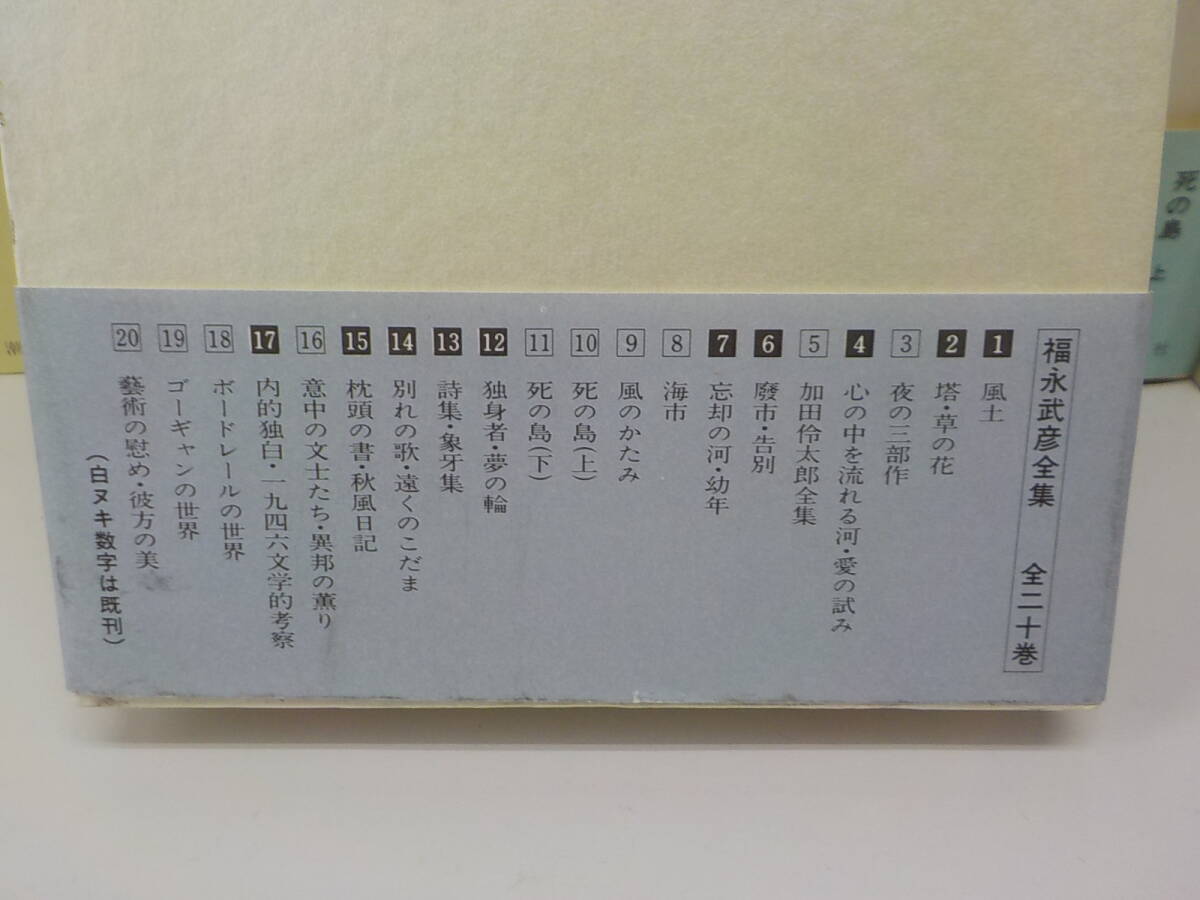 福永武彦全集 全二十巻
1 風土
2 塔・草の花
3 夜の三部作
4 心の中を流れる河・愛の試み
5 加田伶太郎全集
6 廢市・告別
7 忘却の河・幼年
8 海市
9 風のかたみ
10 死の島(上)
11 死の島(下)
12 独身者・夢の輪
13 詩集・象牙集
14 別れの歌・遠くのこだま
15 枕頭の書・秋風日記
16 意中の文士たち・異邦の薫り
17 内的独白・一九四六文学的考察
18 ボードレールの世界
19 ゴーギャンの世界
20 藝術の慰め・彼方の美
(白ヌキ数字は既刊)
死の島 上